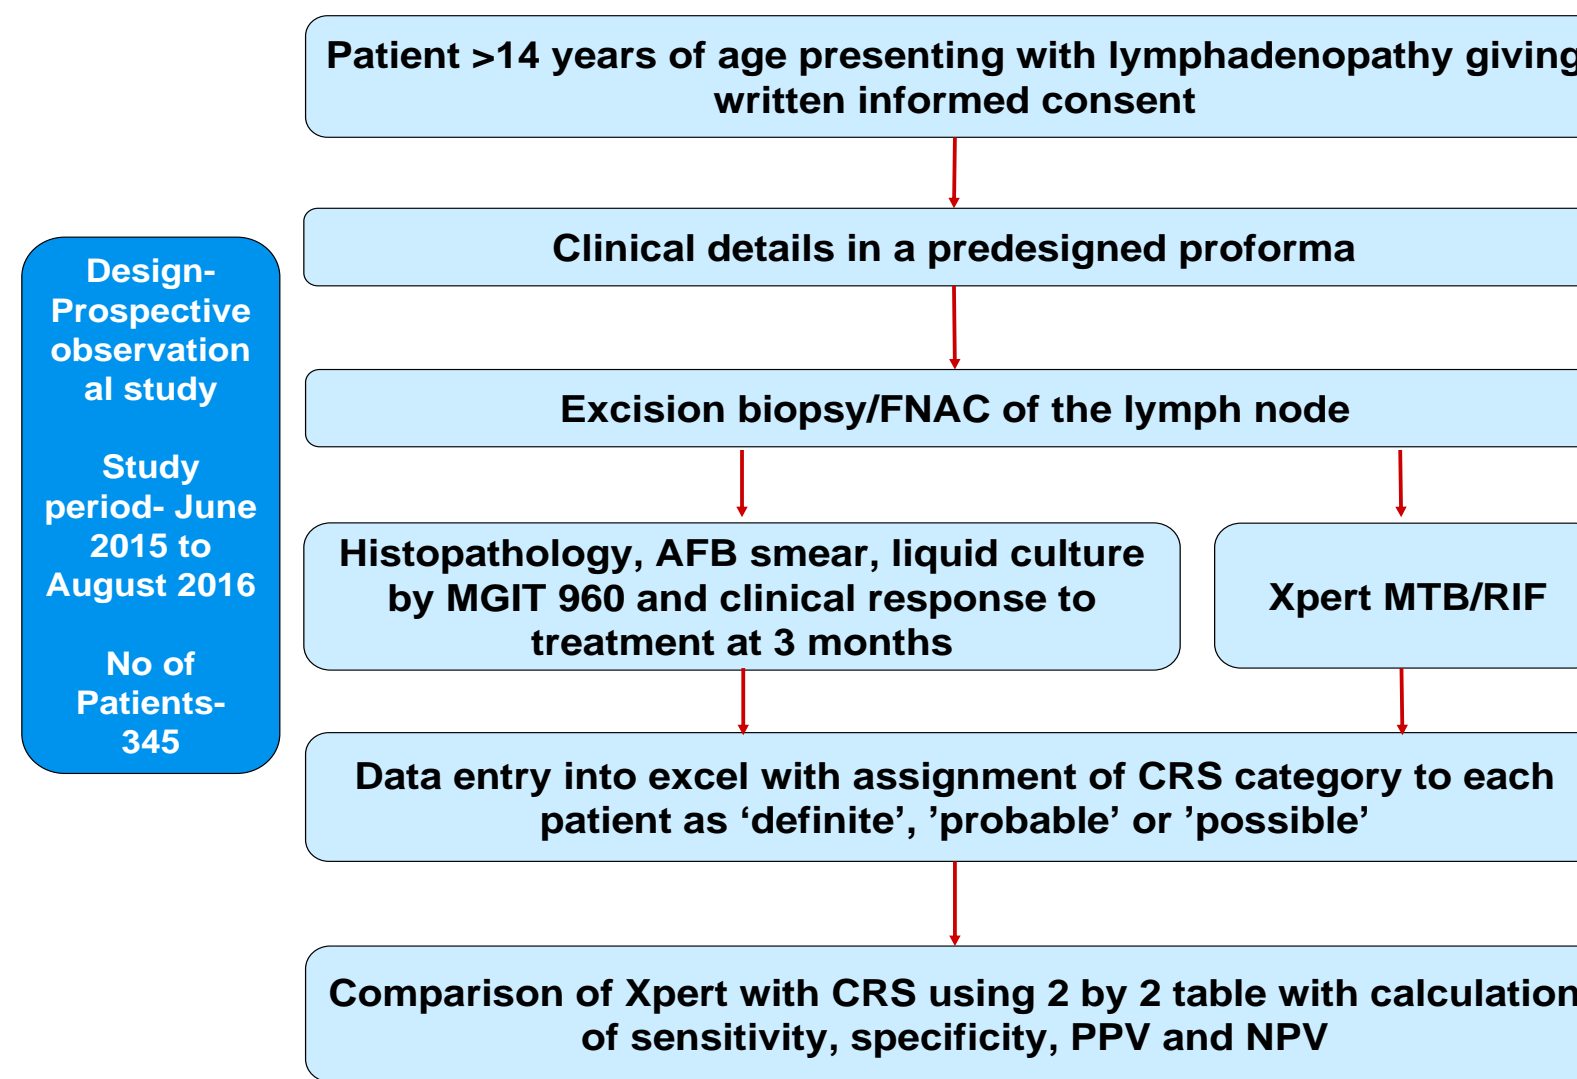 Patient >14 years of age presenting with lymphadenopathy giving
written informed consent
Clinical details in a predesigned proforma
Design-
Prospective
observation
al study
Study
period- June
2015 to
August 2016
No of
Patients-
345
Excision biopsy/FNAC of the lymph node
Histopathology, AFB smear, liquid culture
by MGIT 960 and clinical response to
treatment at 3 months
Xpert MTB/RIF
Data entry into excel with assignment of CRS category to each
patient as ‘definite’, ’probable’ or ’possible’
Comparison of Xpert with CRS using 2 by 2 table with calculation
of sensitivity, specificity, PPV and NPV